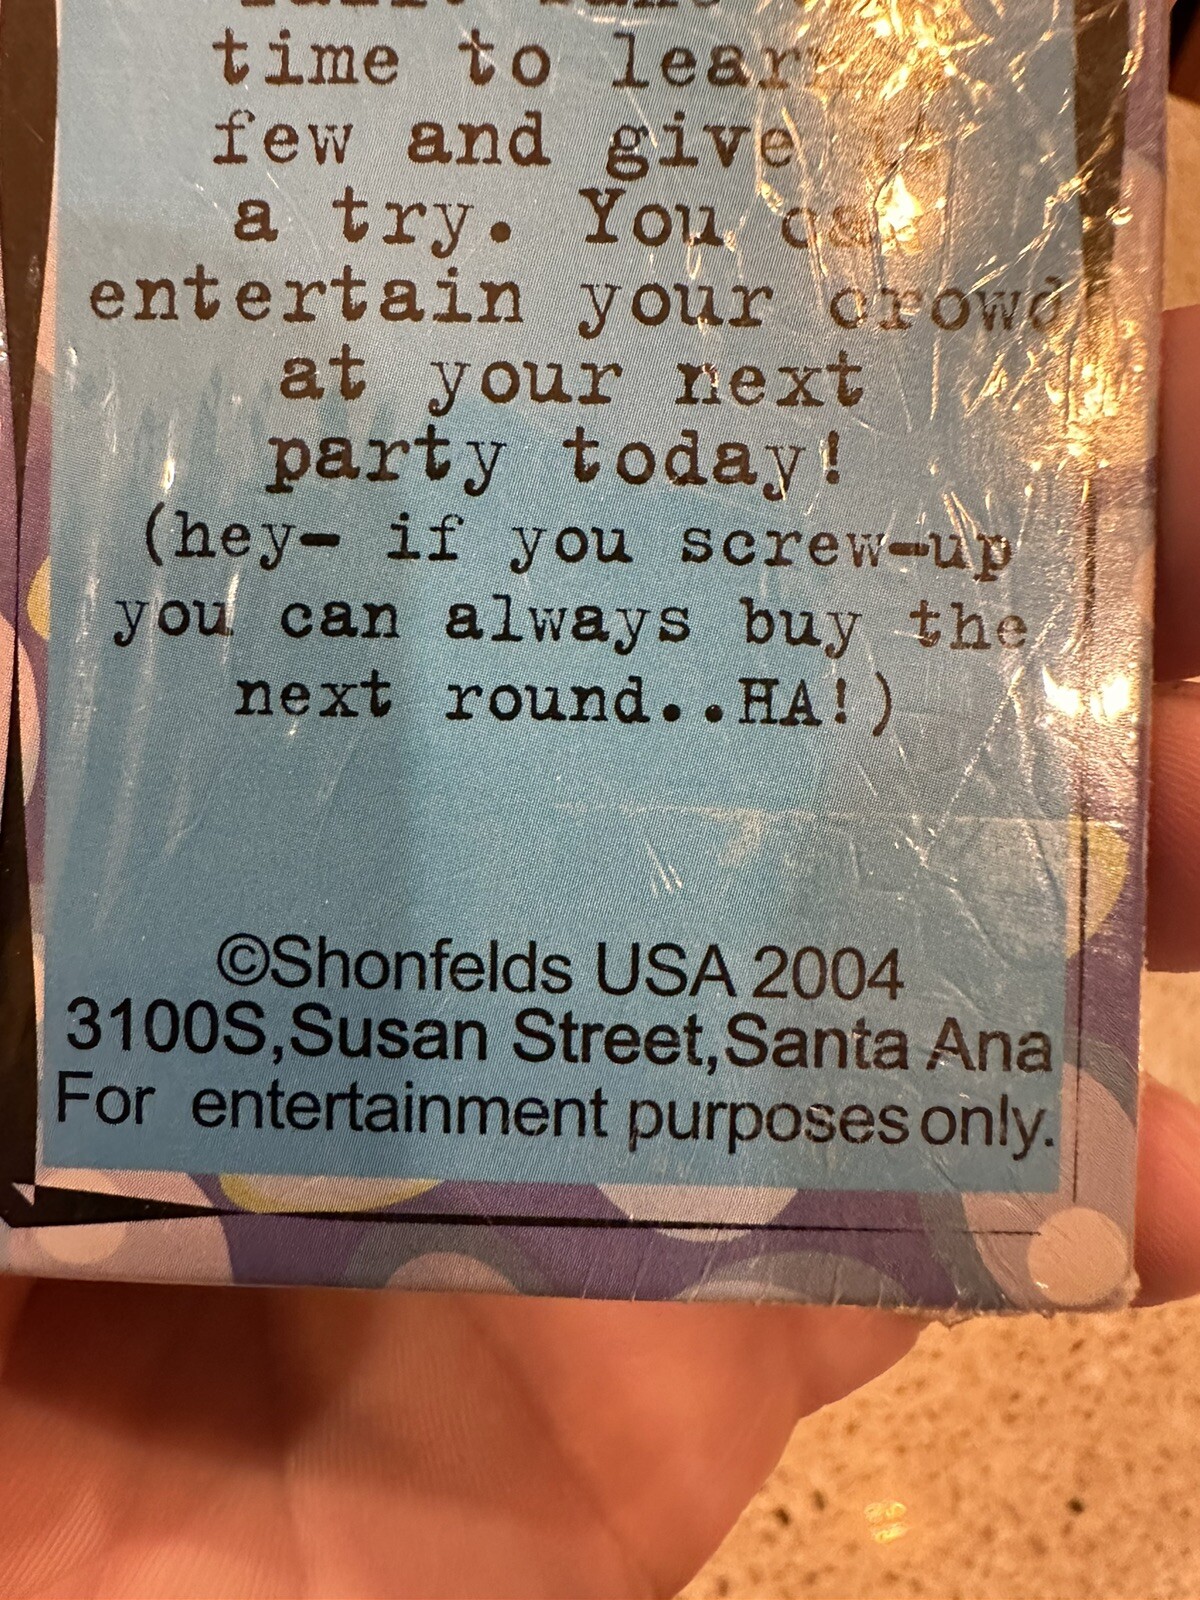 time to
few and give
a try. You
entertain your crowd
at your next
party today!
(hey- if you screw-up
you can always buy the
next round..HA!)
©Shonfelds USA 2004
3100S,Susan Street,Santa Ana
For entertainment purposes only.